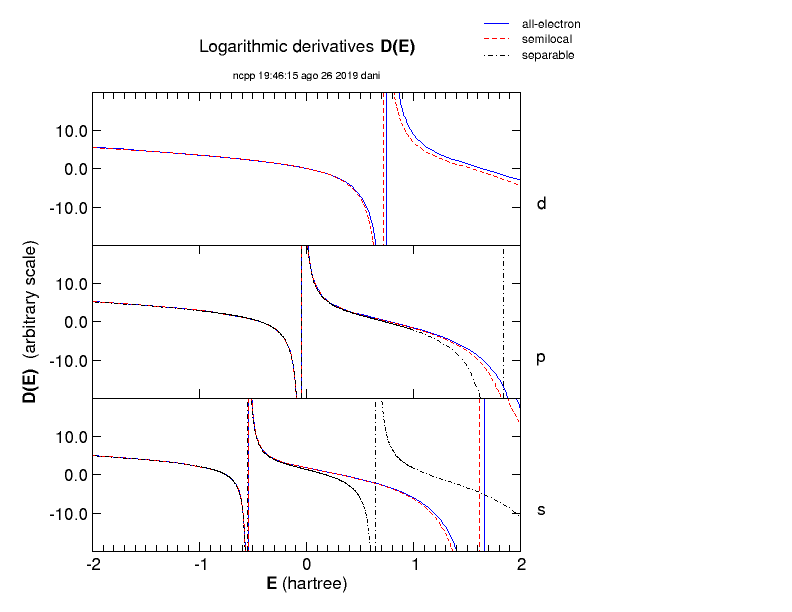 all-electron
semilocal
separable
Logarithmic derivatives D(E)
ncpp 19:46:15 ago 26 2019 dani
10.0
0.0
-10.0
d
10.0
0.0
-10.0
p
10.0
0.0
-10.0
s
D(E) (arbitrary scale)
-2 -1 0 1 2
E (hartree)